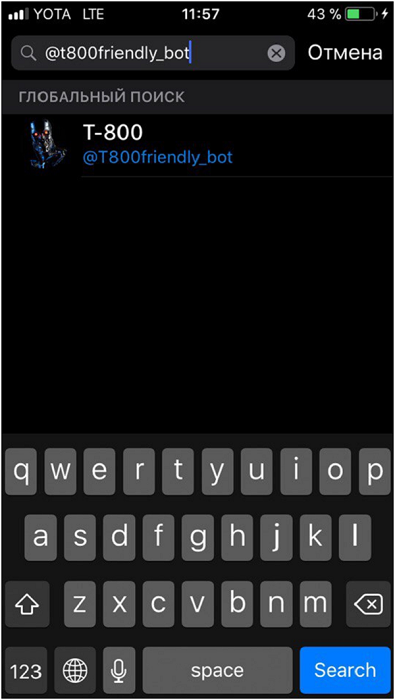 YOTA LTE 11:57 43 %
@t800friendly_bot Отмена
ГЛОБАЛЬНЫЙ ПОИСК
T-800
@T800friendly_bot
q w e r t y u i o p
a s d f g h j k l
z x c v b n m
123 space Search